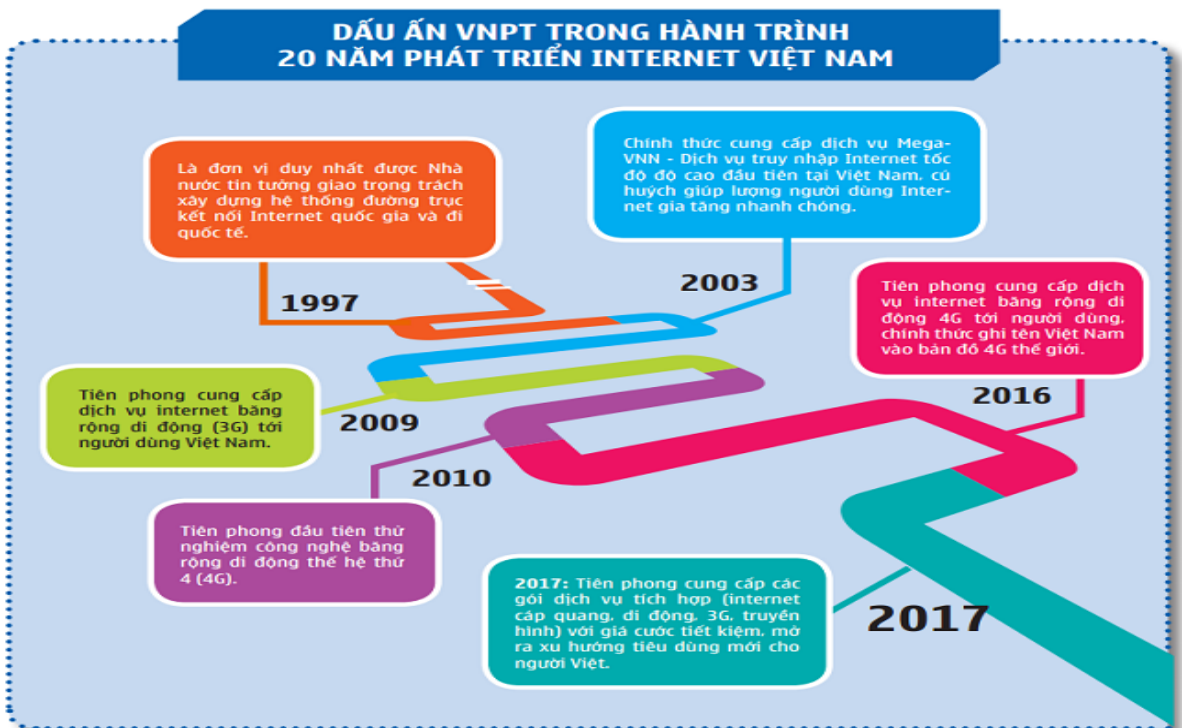 DẤU ẤN VNPT TRONG HÀNH TRÌNH
20 NĂM PHÁT TRIỂN INTERNET VIỆT NAM
Là đơn vị duy nhất được Nhà
nước tin tưởng giao trọng trách
xây dựng hệ thống đường trục
kết nối Internet quốc gia và đi
quốc tế.
1997
Chính thức cung cấp dịch vụ Mega-
VNN - Dịch vụ truy nhập Internet tốc
độ độ cao đầu tiên tại Việt Nam, cú
huých giúp lượng người dùng Inter-
net gia tăng nhanh chóng.
2003
Tiên phong cung cấp
dịch vụ internet băng
rộng di động (3G) tới
người dùng Việt Nam.
2009
Tiên phong đầu tiên thử
nghiệm công nghệ băng
rộng di động thế hệ thứ
4 (4G).
2010
Tiên phong cung cấp dịch
vụ internet băng rộng di
động 4G tới người dùng,
chính thức ghi tên Việt Nam
vào bản đồ 4G thế giới.
2016
2017: Tiên phong cung cấp các
gói dịch vụ tích hợp (internet
cáp quang, di động, 3G, truyền
hình) với giá cước tiết kiệm, mở
ra xu hướng tiêu dùng mới cho
người Việt.
2017